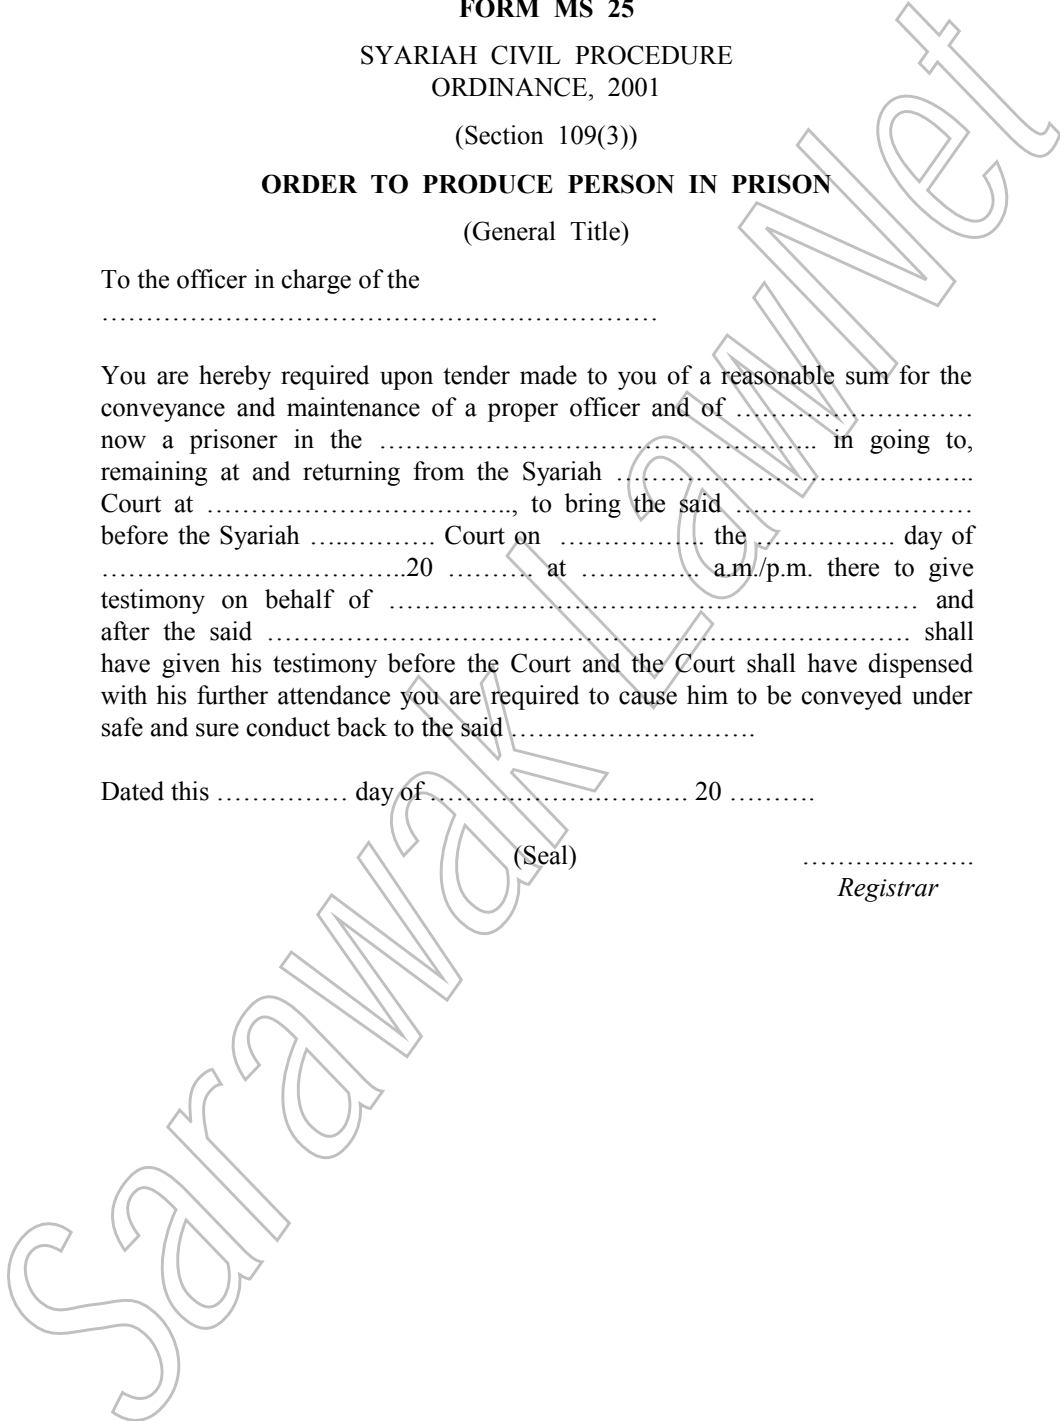 FORM MS 25
SYARIAH CIVIL PROCEDURE
ORDINANCE, 2001
(Section 109(3))
ORDER TO PRODUCE PERSON IN PRISON
(General Title)
To the officer in charge of the
………………………………………………………
You are hereby required upon tender made to you of a reasonable sum for the
conveyance and maintenance of a proper officer and of ………………………
now a prisoner in the ………………………………………….. in going to,
remaining at and returning from the Syariah …………………………………..
Court at …………………………….., to bring the said ………………………
before the Syariah …..………. Court on …………….. the ……………. day of
……………………………..20 ………. at ………….. a.m./p.m. there to give
testimony on behalf of …………………………………………………… and
after the said ………………………………………………………………. shall
have given his testimony before the Court and the Court shall have dispensed
with his further attendance you are required to cause him to be conveyed under
safe and sure conduct back to the said ……………………….
Dated this …………… day of ………………………… 20 ……….
(Seal) ……………….
Registrar
Sarawak LawNet